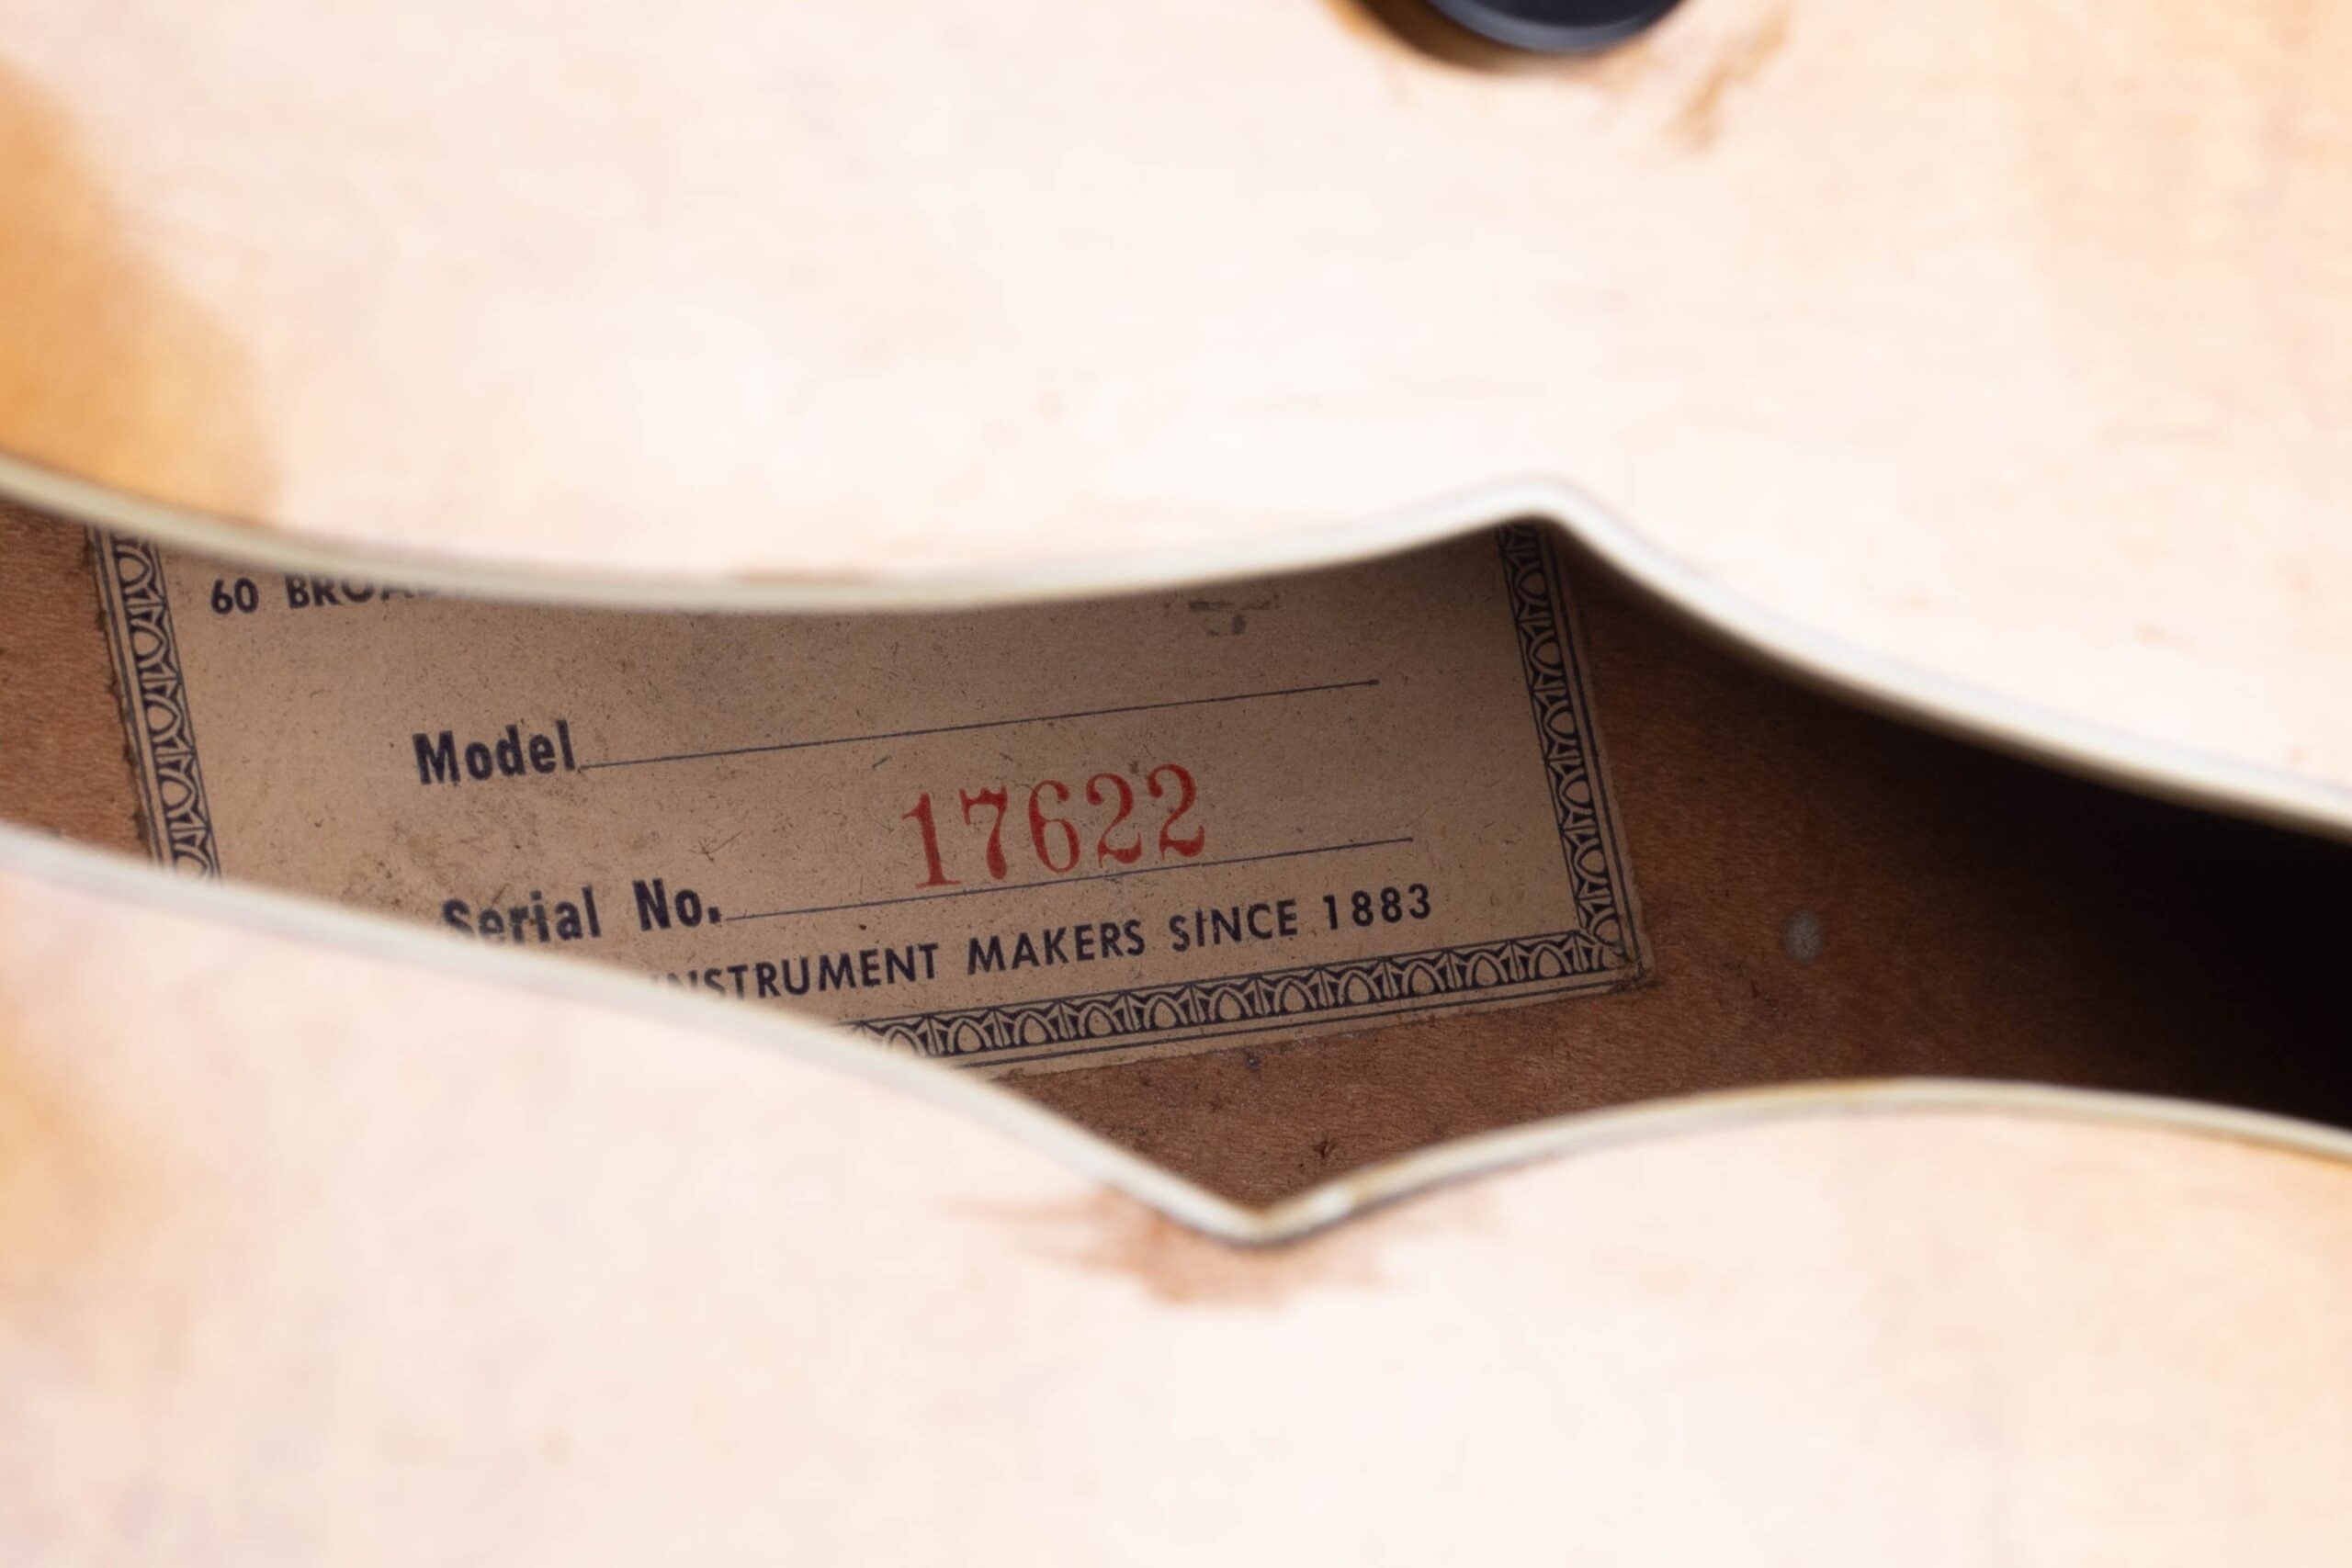 60
Model
17622
Serial No.
INSTRUMENT MAKERS SINCE 1883